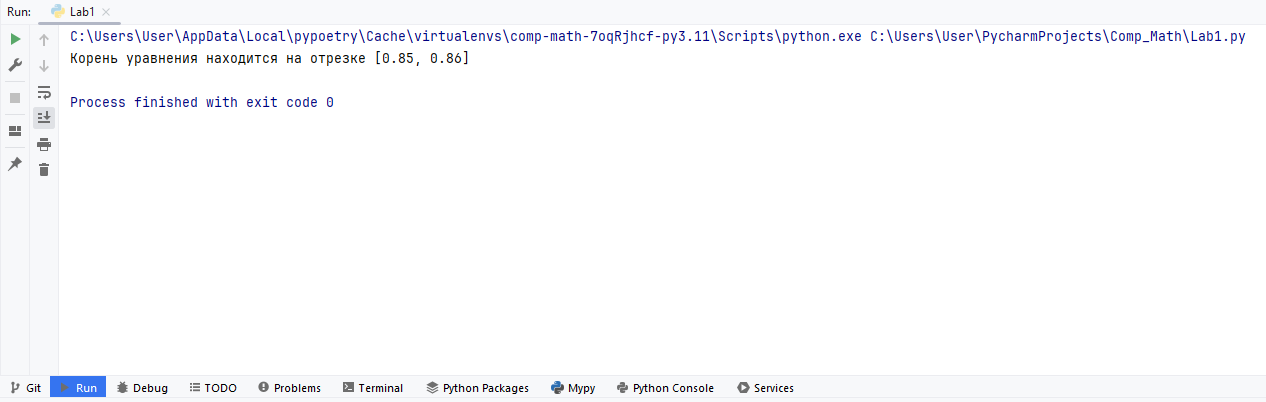 Run: Lab1
C:\Users\User\AppData\Local\pypoetry\Cache\virtualenvs\comp-math-7oqRjhcf-py3.11\Scripts\python.exe C:\Users\User\PycharmProjects\Comp_Math\Lab1.py
Корень уравнения находится на отрезке [0.85, 0.86]
Process finished with exit code 0
Git Run Debug TODO Problems Terminal Python Packages Mypy Python Console Services